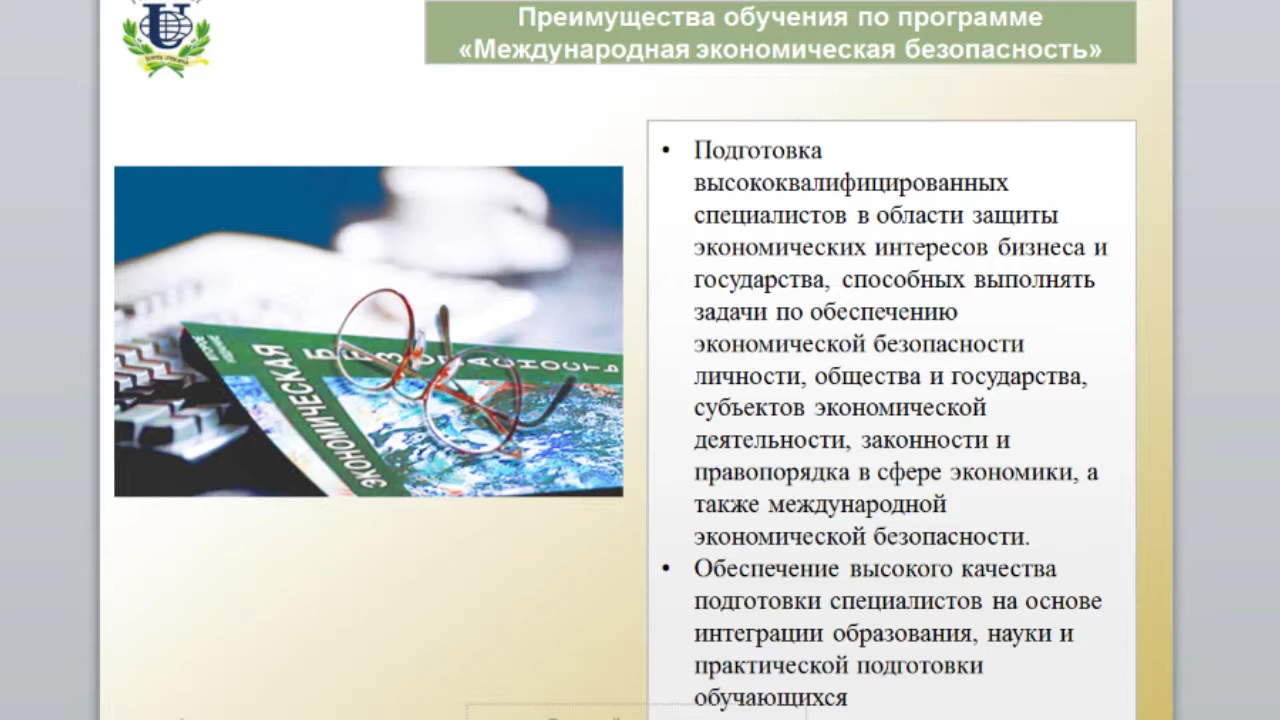 Преимущества обучения по программе
«Международная экономическая безопасность»
• Подготовка
высококвалифицированных
специалистов в области защиты
экономических интересов бизнеса и
государства, способных выполнять
задачи по обеспечению
экономической безопасности
личности, общества и государства,
субъектов экономической
деятельности, законности и
правопорядка в сфере экономики, а
также международной
экономической безопасности.
• Обеспечение высокого качества
подготовки специалистов на основе
интеграции образования, науки и
практической подготовки
обучающихся
ЭКОНОМИЧЕСКАЯ
БЕЗОПАСНОСТЬ